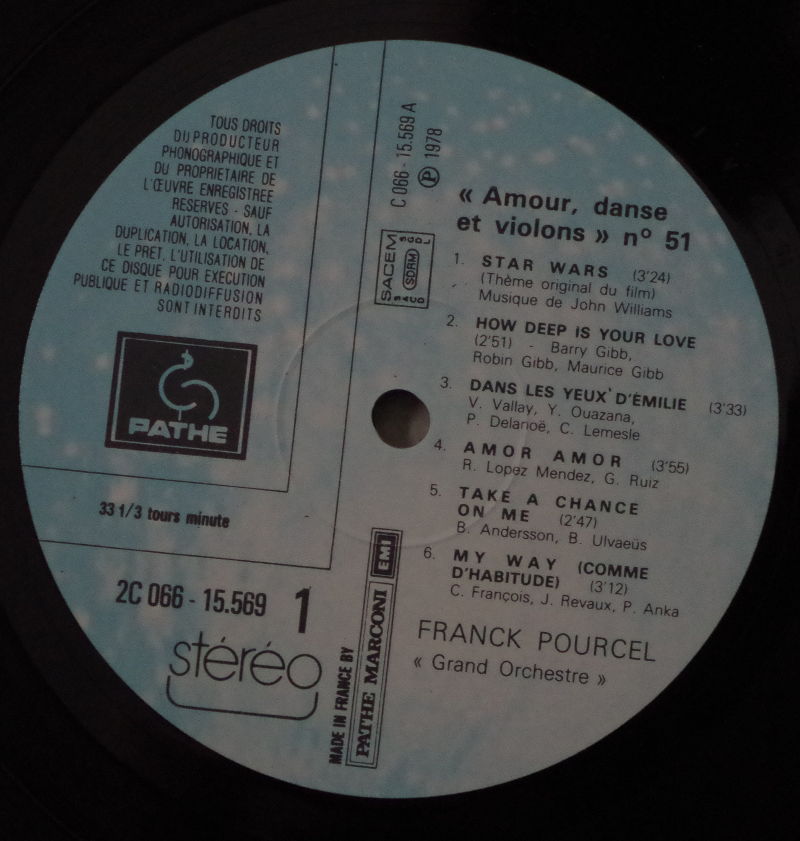 TOUS DROITS
DU PRODUCTEUR
PHONOGRAPHIQUE ET
DU PROPRIETAIRE DE
L'ŒUVRE ENREGISTREE
RESERVES - SAUF
AUTORISATION, LA
DUPLICATION, LA LOCATION,
LE PRET, L'UTILISATION DE
CE DISQUE POUR EXECUTION
PUBLIQUE ET RADIODIFFUSION
SONT INTERDITS
PATHE
33 1/3 tours minute
2C 066 - 15.569 1
stéréo
MADE IN FRANCE BY
PATHE MARCONI EMI
C 066 - 15.569 A
Ⓟ 1978
SACEM
SDRM
« Amour, danse
et violons » n° 51
1. STAR WARS (3'24)
(Thème original du film)
Musique de John Williams
2. HOW DEEP IS YOUR LOVE
(2'51) - Barry Gibb,
Robin Gibb, Maurice Gibb
3. DANS LES YEUX D'ÉMILIE (3'33)
V. Vallay, Y. Ouazana,
P. Delanoë, C. Lemesle
4. AMOR AMOR (3'55)
R. Lopez Mendez, G. Ruiz
5. TAKE A CHANCE
ON ME (2'47)
B. Andersson, B. Ulvaeüs
6. MY WAY (COMME
D'HABITUDE) (3'12)
C. François, J. Revaux, P. Anka
FRANCK POURCEL
« Grand Orchestre »